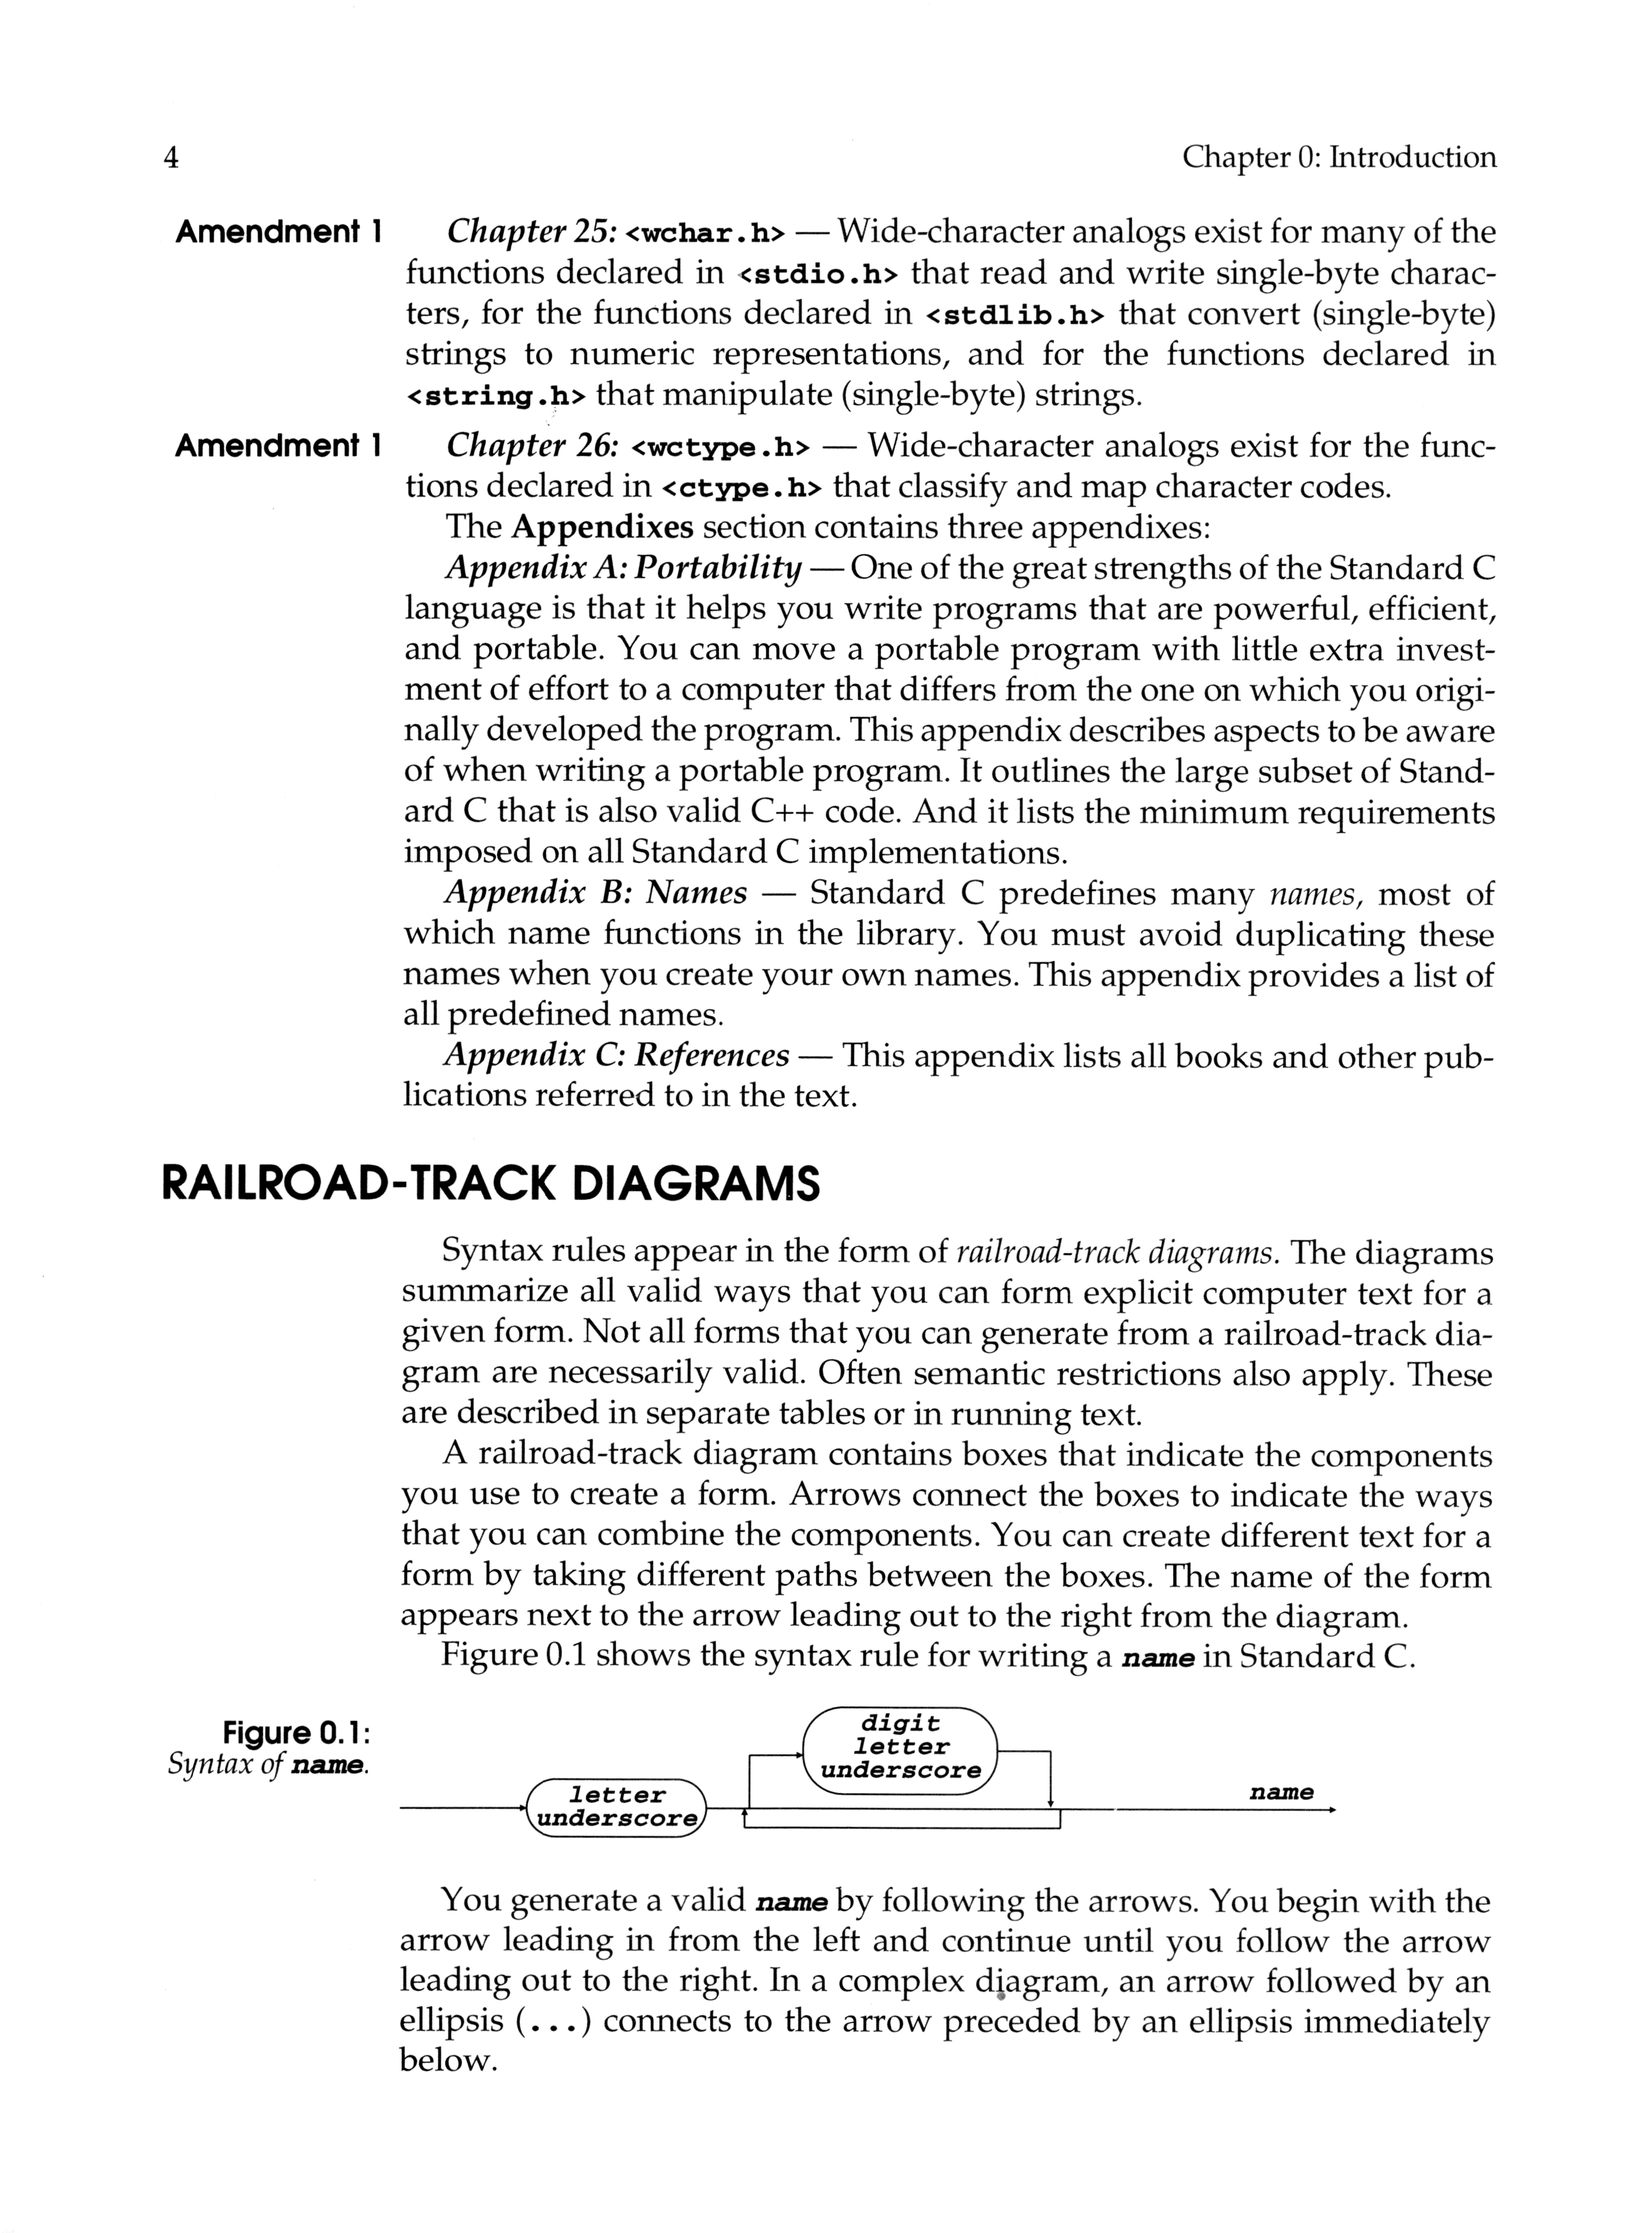 4 Chapter 0: Introduction
Amendment 1 Chapter 25: <wchar.h> — Wide-character analogs exist for many of the
functions declared in <stdio.h> that read and write single-byte charac-
ters, for the functions declared in <stdlib.h> that convert (single-byte)
strings to numeric representations, and for the functions declared in
<string.h> that manipulate (single-byte) strings.
Amendment 1 Chapter 26: <wctype.h> — Wide-character analogs exist for the func-
tions declared in <ctype.h> that classify and map character codes.
The Appendixes section contains three appendixes:
Appendix A: Portability — One of the great strengths of the Standard C
language is that it helps you write programs that are powerful, efficient,
and portable. You can move a portable program with little extra invest-
ment of effort to a computer that differs from the one on which you origi-
nally developed the program. This appendix describes aspects to be aware
of when writing a portable program. It outlines the large subset of Stand-
ard C that is also valid C++ code. And it lists the minimum requirements
imposed on all Standard C implementations.
Appendix B: Names — Standard C predefines many names, most of
which name functions in the library. You must avoid duplicating these
names when you create your own names. This appendix provides a list of
all predefined names.
Appendix C: References — This appendix lists all books and other pub-
lications referred to in the text.
RAILROAD-TRACK DIAGRAMS
Syntax rules appear in the form of railroad-track diagrams. The diagrams
summarize all valid ways that you can form explicit computer text for a
given form. Not all forms that you can generate from a railroad-track dia-
gram are necessarily valid. Often semantic restrictions also apply. These
are described in separate tables or in running text.
A railroad-track diagram contains boxes that indicate the components
you use to create a form. Arrows connect the boxes to indicate the ways
that you can combine the components. You can create different text for a
form by taking different paths between the boxes. The name of the form
appears next to the arrow leading out to the right from the diagram.
Figure 0.1 shows the syntax rule for writing a name in Standard C.
Figure 0.1:
Syntax of name.
digit
letter
underscore
letter
underscore
name
You generate a valid name by following the arrows. You begin with the
arrow leading in from the left and continue until you follow the arrow
leading out to the right. In a complex diagram, an arrow followed by an
ellipsis (...) connects to the arrow preceded by an ellipsis immediately
below.